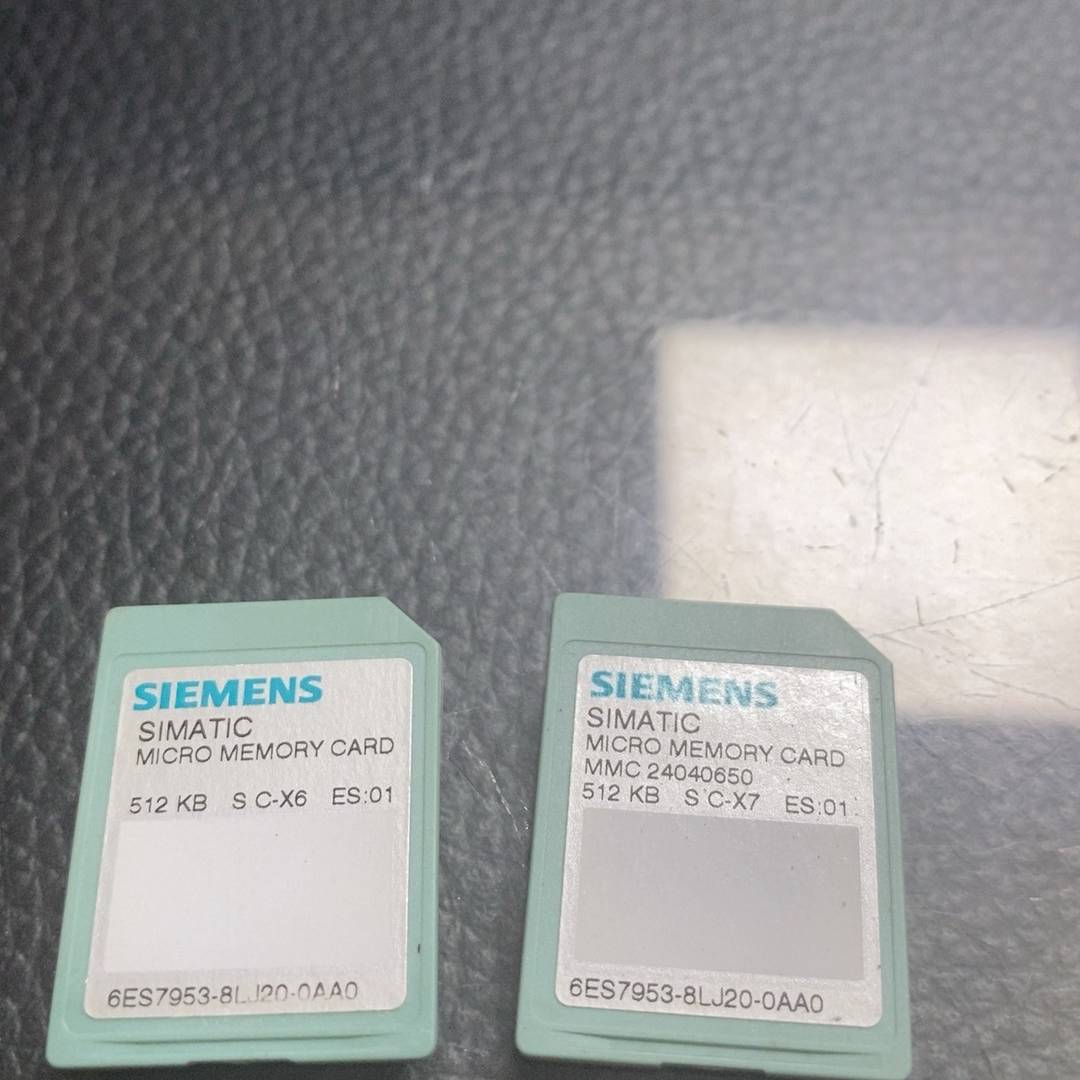 SIEMENS
SIMATIC
MICRO MEMORY CARD
512 KB S C-X6 ES:01
6ES7953-8LJ20-0AA0
SIEMENS
SIMATIC
MICRO MEMORY CARD
MMC 24040650
512 KB S C-X7 ES:01
6ES7953-8LJ20-0AA0